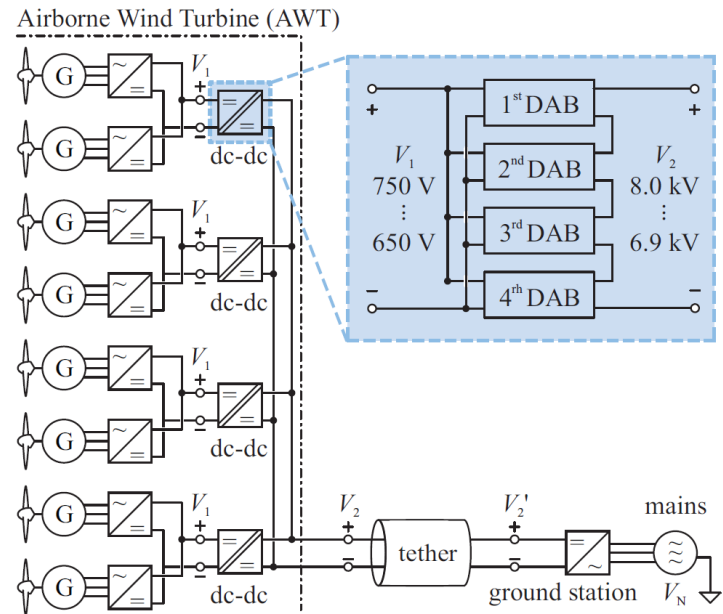 Airborne Wind Turbine (AWT)
G
~
=
V1
+
−
=
=
dc-dc
G
~
=
G
~
=
V1
+
−
=
=
dc-dc
G
~
=
G
~
=
V1
+
−
=
=
dc-dc
G
~
=
G
~
=
V1
+
−
=
=
dc-dc
G
~
=
+
−
V1
750 V
⋮
650 V
1st DAB
2nd DAB
3rd DAB
4rh DAB
+
−
V2
8.0 kV
⋮
6.9 kV
V2
+
−
tether
V2'
+
−
=
~
ground station
mains
≈
VN